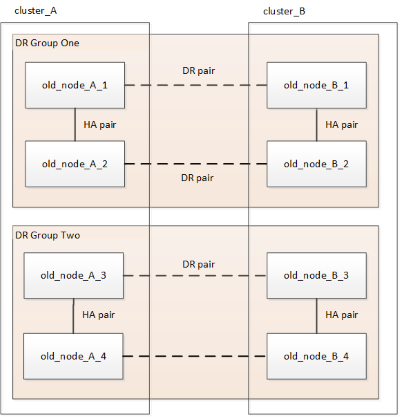 cluster_A
cluster_B
DR Group One
old_node_A_1
DR pair
old_node_B_1
HA pair
HA pair
old_node_A_2
old_node_B_2
DR pair
DR Group Two
old_node_A_3
DR pair
old_node_B_3
HA pair
HA pair
old_node_A_4
old_node_B_4